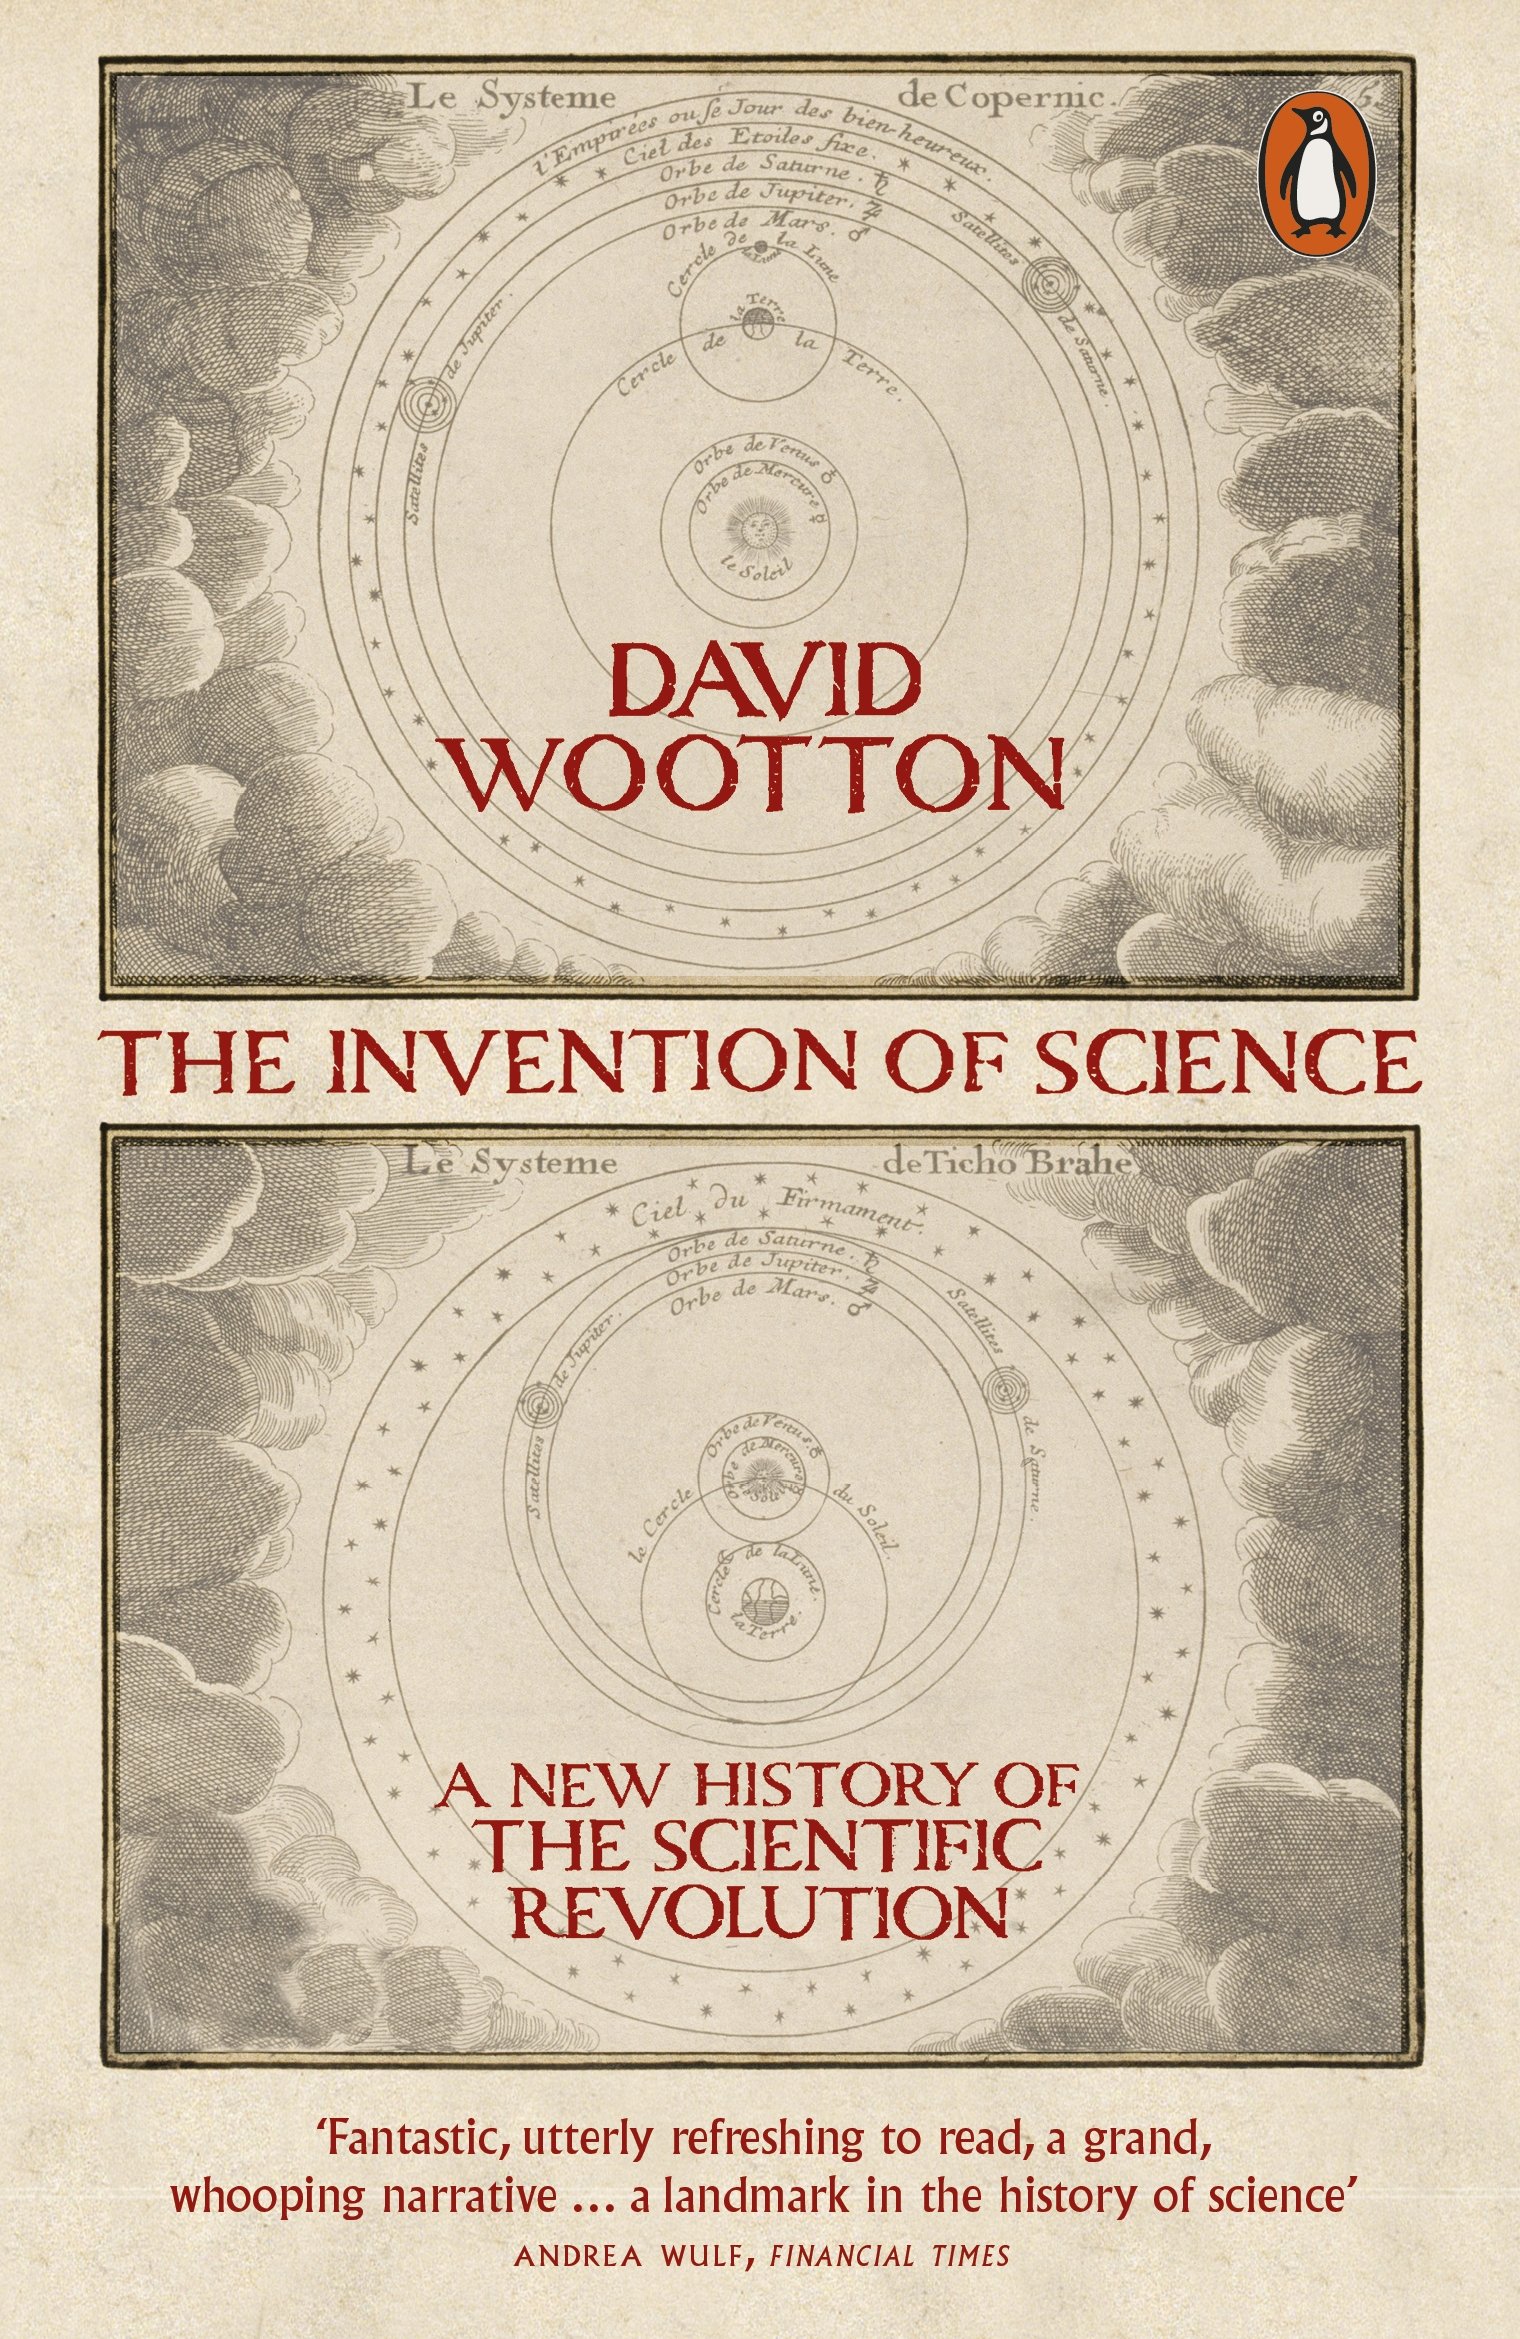 Le Systeme de Copernic.
l'Empirées ou se Jour des bien-heureux.
Ciel des Etoiles fixe.
Orbe de Saturne. ♄
Orbe de Jupiter. ♃
Orbe de Mars. ♂
Cercle de la Lune
la Lune
la Terre
Cercle de la Terre.
Satellites de Jupiter.
Satellites de Saturne.
Orbe de Venus ♀
Orbe de Mercure ☿
le Soleil
DAVID
WOOTTON
THE INVENTION OF SCIENCE
Le Systeme de Ticho Brahe
Ciel du Firmament.
Orbe de Saturne. ♄
Orbe de Jupiter. ♃
Orbe de Mars. ♂
Satellites de Jupiter.
Satellites de Saturne.
Orbe de Venus. ♀
Orbe de Mercure ☿
le Cercle du Soleil.
Cercle de la Lune.
la Terre.
A NEW HISTORY OF
THE SCIENTIFIC
REVOLUTION
‘Fantastic, utterly refreshing to read, a grand,
whooping narrative ... a landmark in the history of science’
ANDREA WULF, FINANCIAL TIMES